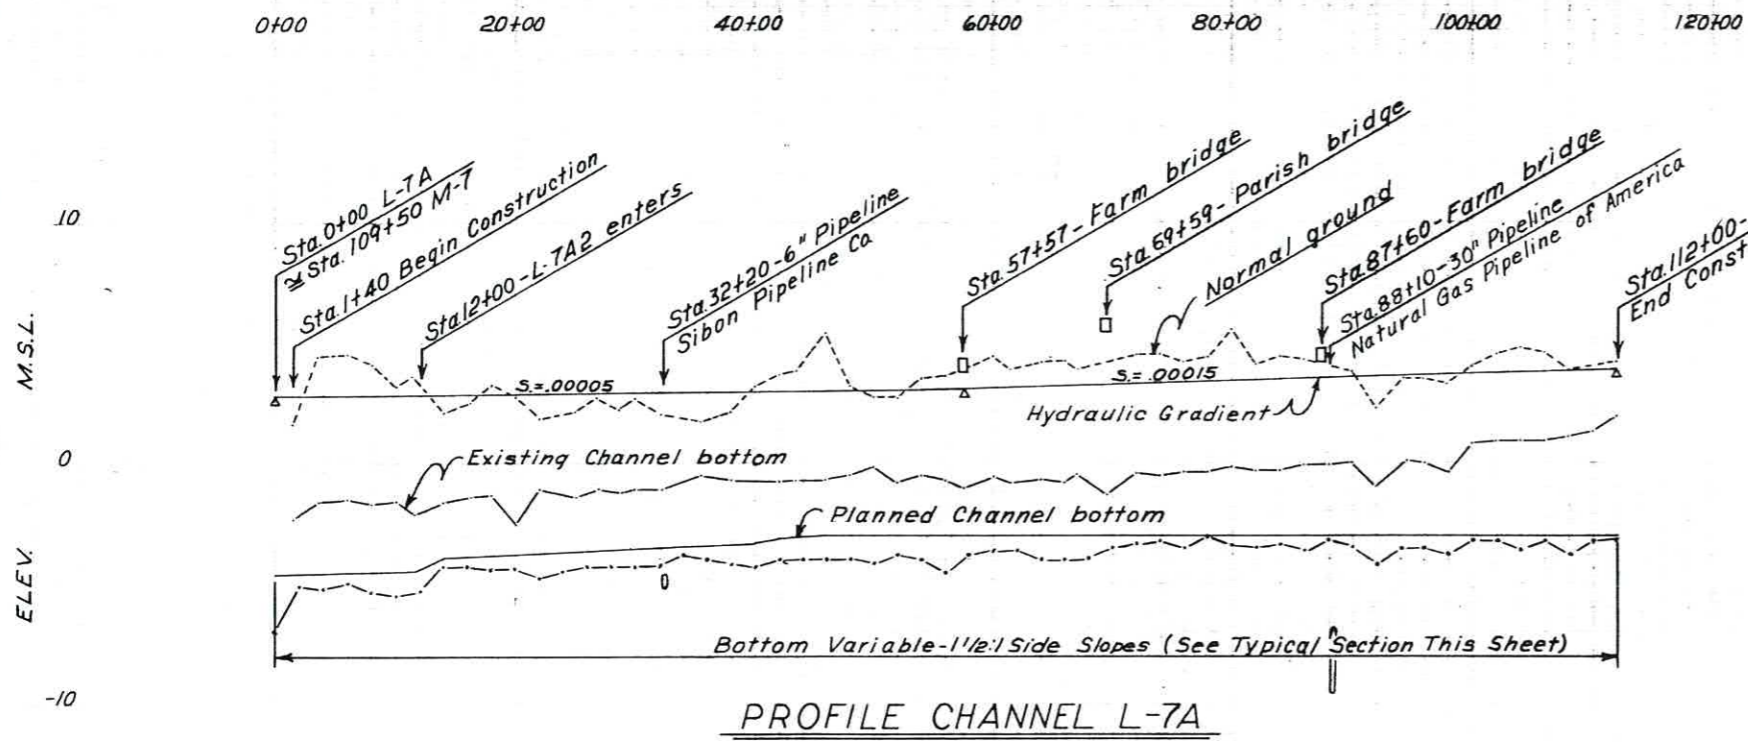 0+00 20+00 40+00 60+00 80+00 100+00 120+00
10
0
-10
M.S.L.
ELEV.
Sta. 0+00 L-7A
≃ Sta. 109+50 M-7
Sta. 1+40 Begin Construction
Sta. 12+00-L-7A2 enters
Sta. 32+20-6" Pipeline
Sibon Pipeline Co
Sta. 57+57-Farm bridge
Sta. 69+59-Parish bridge
Normal ground
Sta. 87+60-Farm bridge
Sta. 88+10-30" Pipeline
Natural Gas Pipeline of America
Sta. 112+00-
End Const
S.=.00005
S.=.00015
Hydraulic Gradient
Existing Channel bottom
Planned Channel bottom
Bottom Variable-1 1/2:1 Side Slopes (See Typical Section This Sheet)
PROFILE CHANNEL L-7A